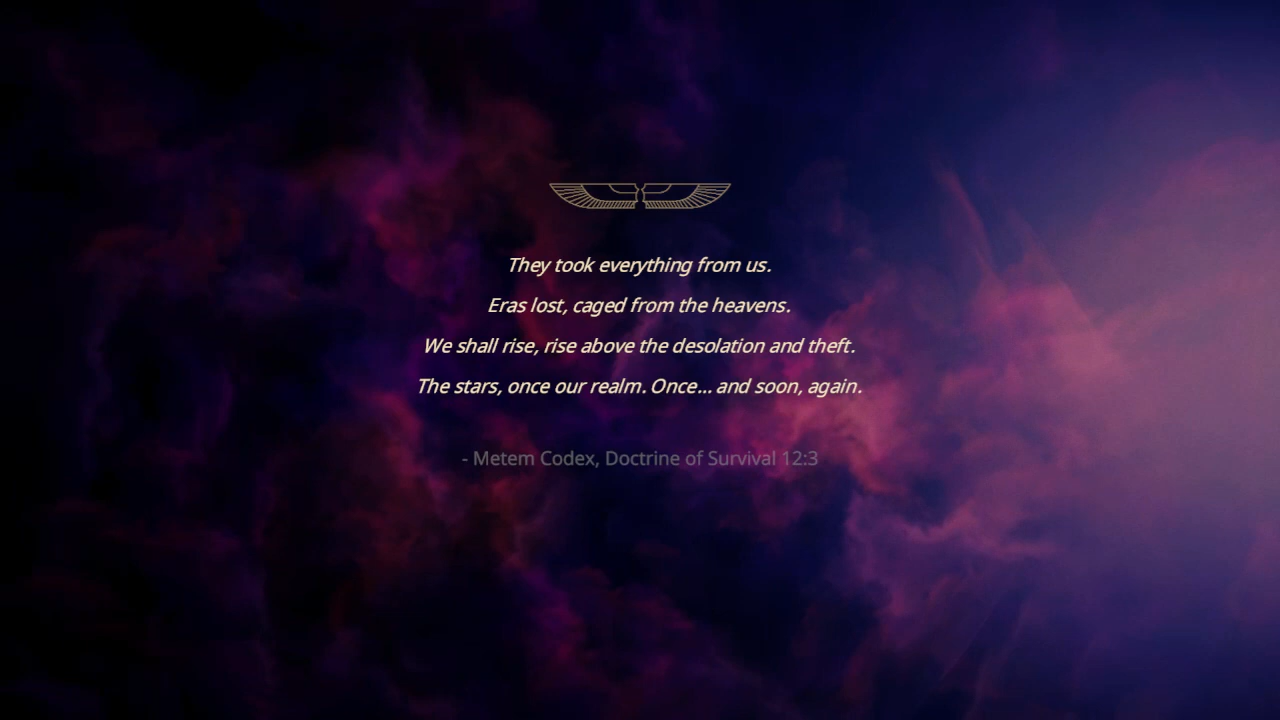 They took everything from us.
Eras lost, caged from the heavens.
We shall rise, rise above the desolation and theft.
The stars, once our realm. Once... and soon, again.
- Metem Codex, Doctrine of Survival 12:3